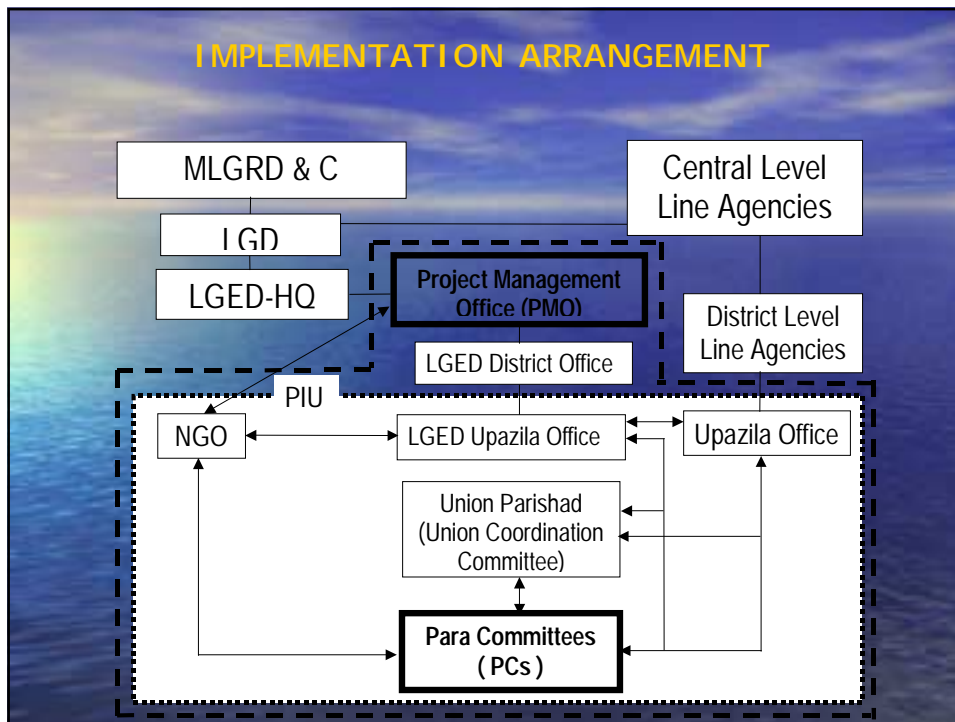 IMPLEMENTATION ARRANGEMENT
MLGRD & C
Central Level
Line Agencies
LGD
LGED-HQ
Project Management
Office (PMO)
District Level
Line Agencies
LGED District Office
PIU
NGO
LGED Upazila Office
Upazila Office
Union Parishad
(Union Coordination
Committee)
Para Committees
( PCs )